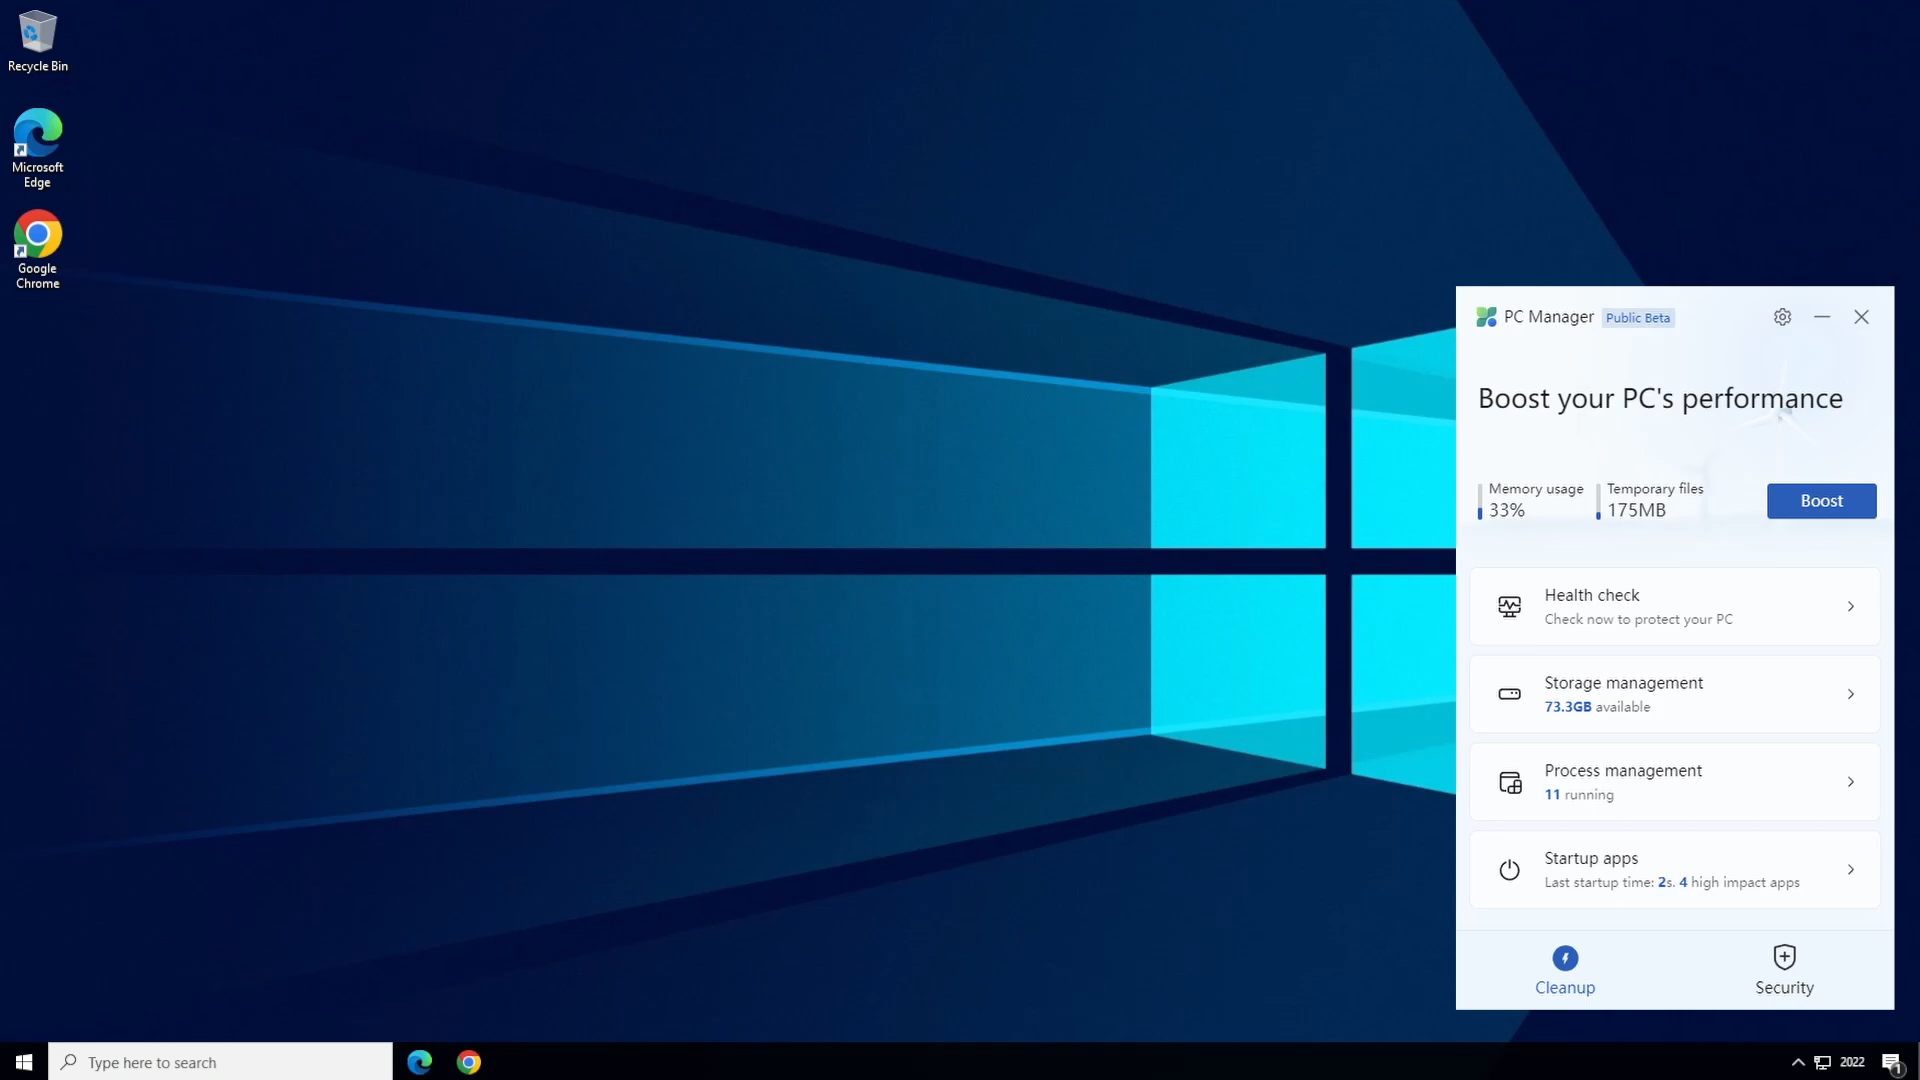 Recycle Bin
Microsoft
Edge
Google
Chrome
PC Manager Public Beta
Boost your PC's performance
Memory usage
33%
Temporary files
175MB
Boost
Health check
Check now to protect your PC
Storage management
73.3GB available
Process management
11 running
Startup apps
Last startup time: 2s. 4 high impact apps
Cleanup
Security
Type here to search
2022
1